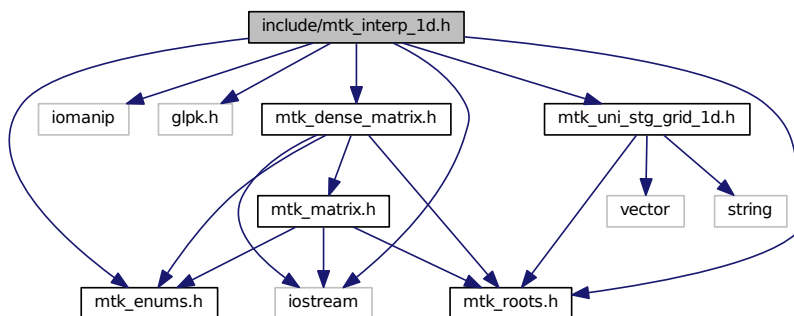 include/mtk_interp_1d.h
iomanip
glpk.h
mtk_dense_matrix.h
mtk_uni_stg_grid_1d.h
mtk_matrix.h
vector
string
mtk_enums.h
iostream
mtk_roots.h